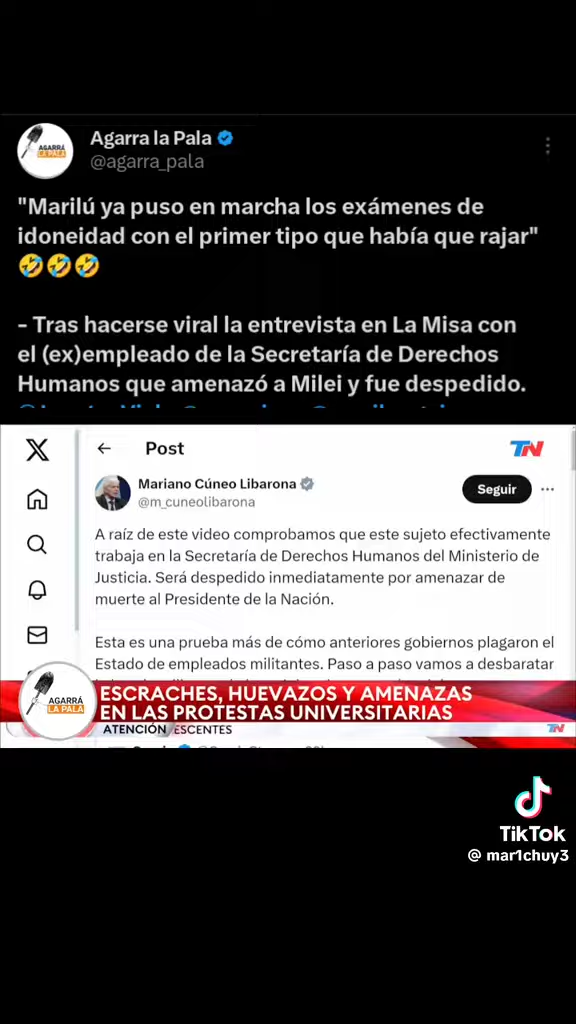 Agarra la Pala
@agarra_pala
AGARRÁ
LA PALA
"Marilú ya puso en marcha los exámenes de
idoneidad con el primer tipo que había que rajar"
🤣🤣🤣
- Tras hacerse viral la entrevista en La Misa con
el (ex)empleado de la Secretaría de Derechos
Humanos que amenazó a Milei y fue despedido.
Post
TN
Mariano Cúneo Libarona
@m_cuneolibarona
Seguir
A raíz de este video comprobamos que este sujeto efectivamente
trabaja en la Secretaría de Derechos Humanos del Ministerio de
Justicia. Será despedido inmediatamente por amenazar de
muerte al Presidente de la Nación.
Esta es una prueba más de cómo anteriores gobiernos plagaron el
Estado de empleados militantes. Paso a paso vamos a desbaratar
AGARRÁ
LA PALA
ESCRACHES, HUEVAZOS Y AMENAZAS
EN LAS PROTESTAS UNIVERSITARIAS
ATENCIÓN ESCENTES
TN
TikTok
@ mar1chuy3